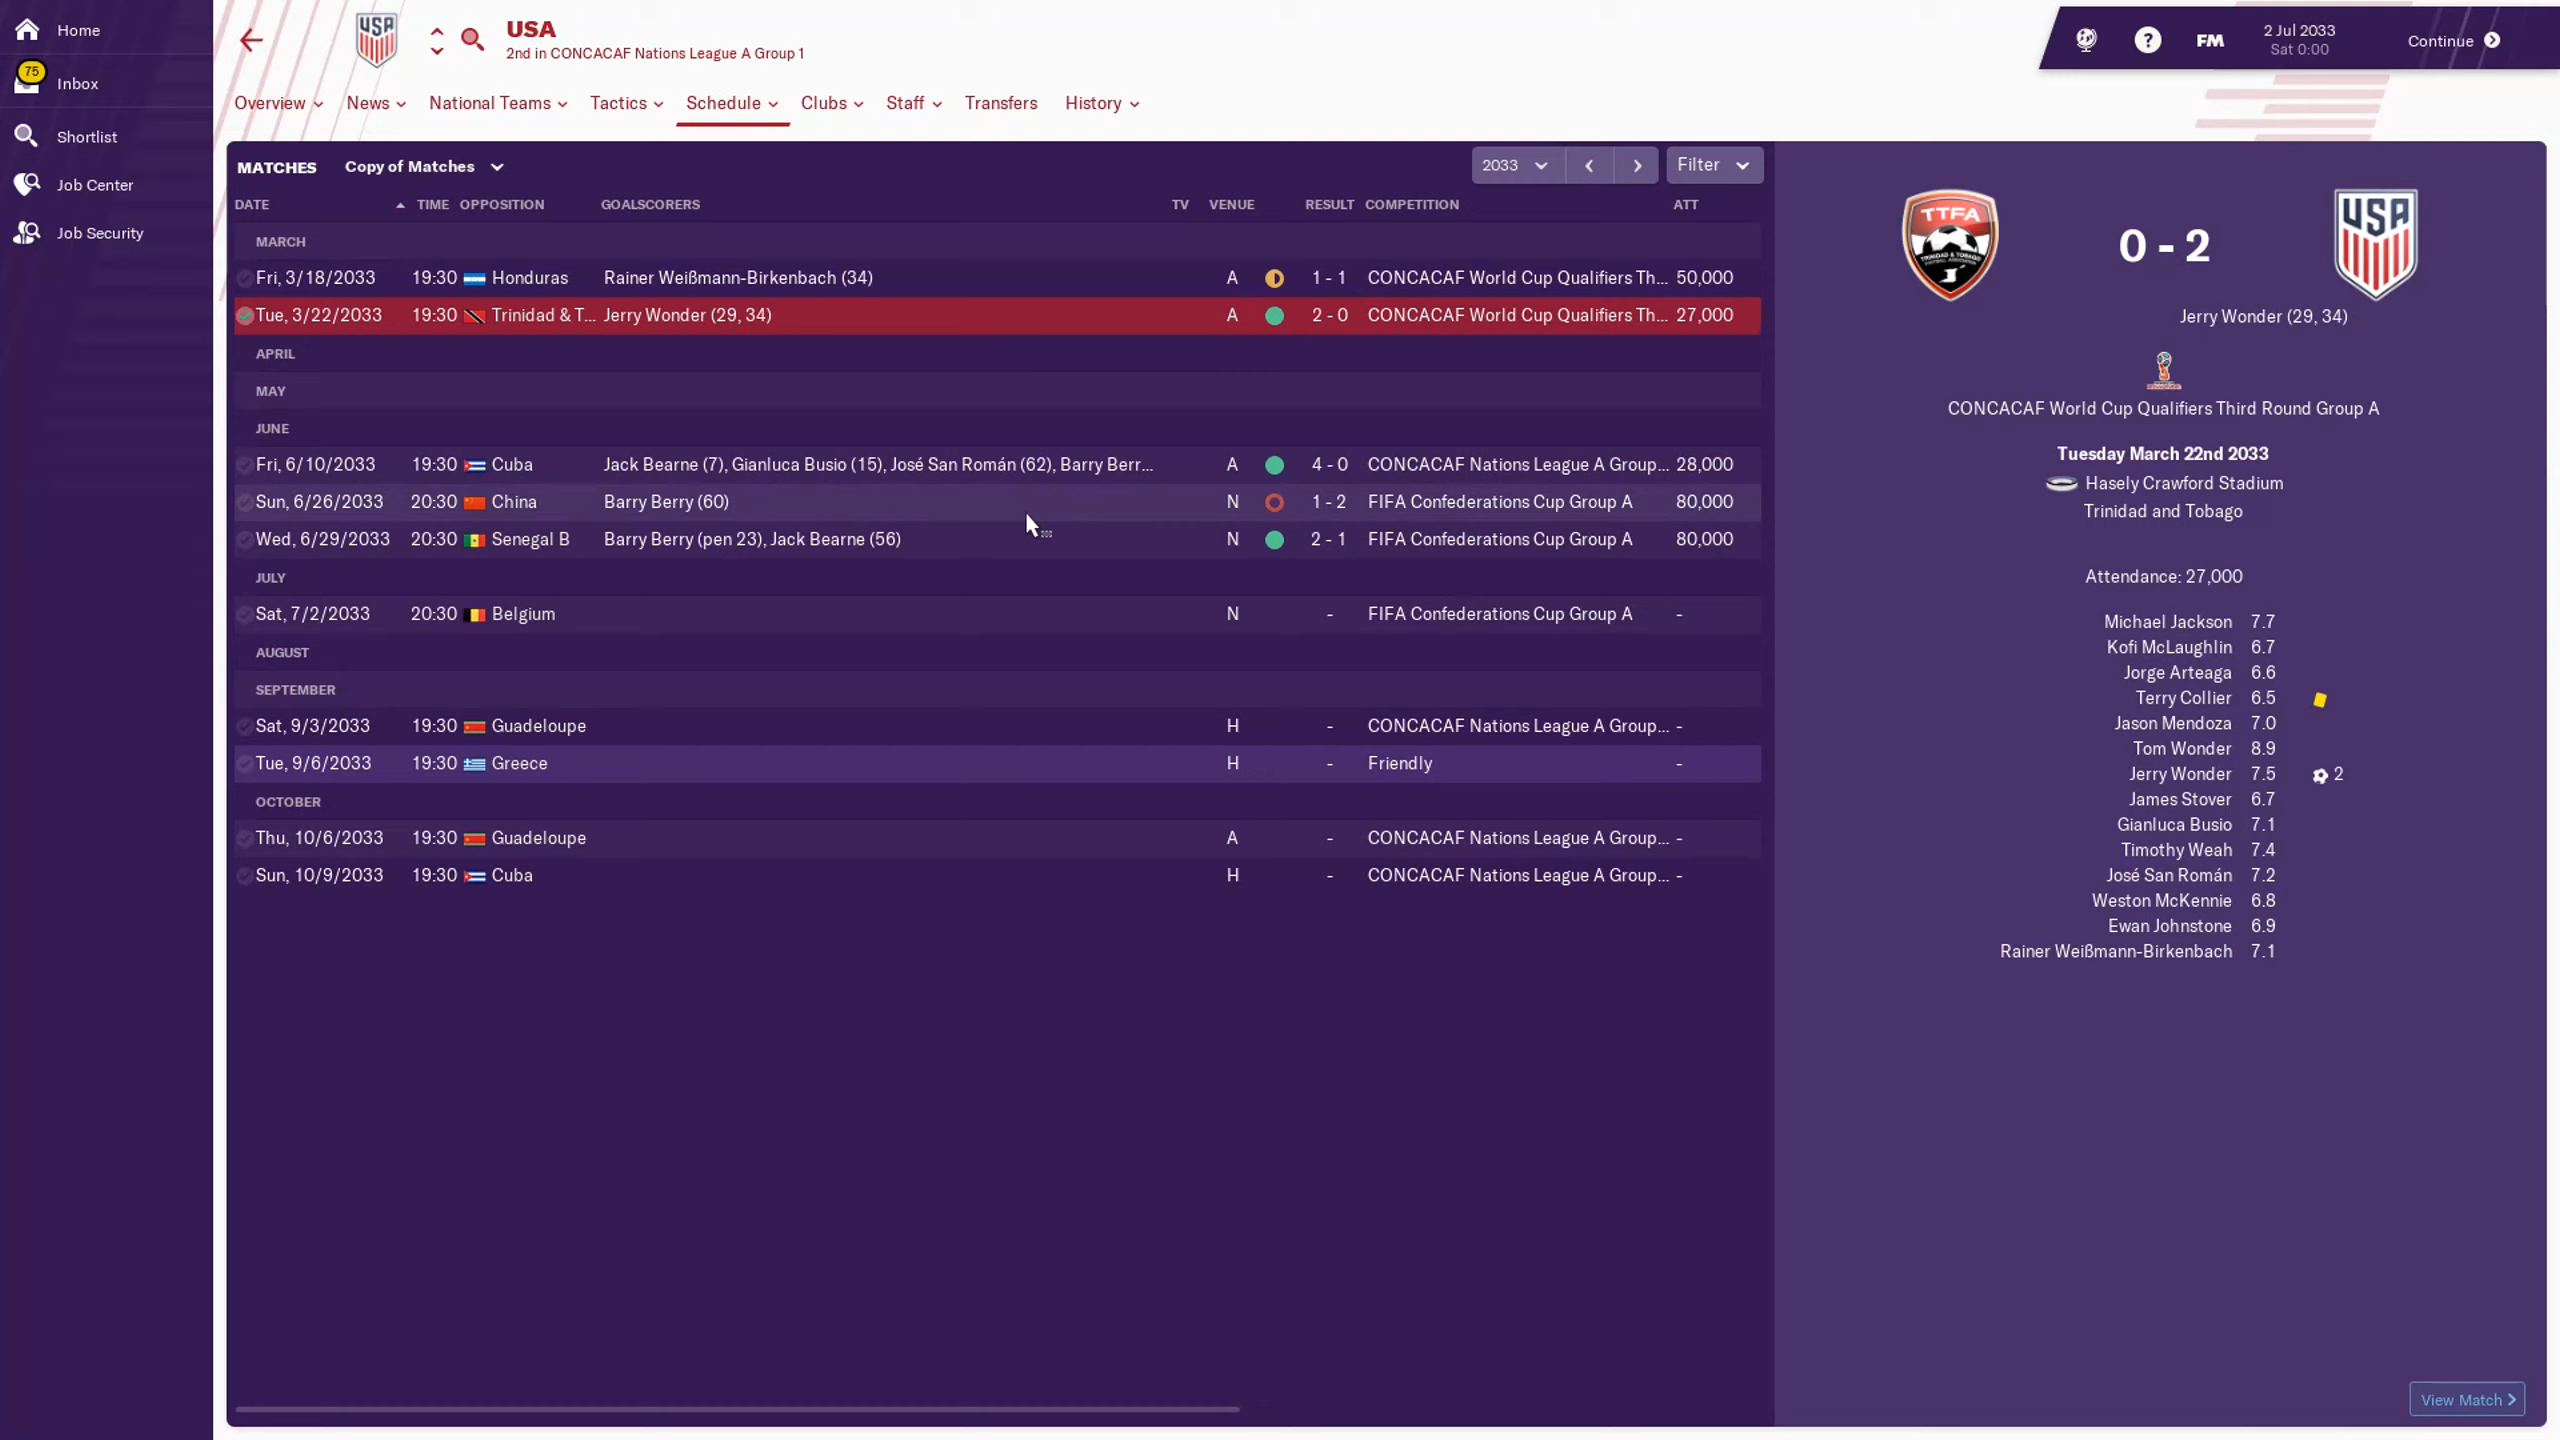 Home
75
Inbox
Shortlist
Job Center
Job Security
USA
USA
2nd in CONCACAF Nations League A Group 1
FM
2 Jul 2033
Sat 0:00
Continue
Overview
News
National Teams
Tactics
Schedule
Clubs
Staff
Transfers
History
MATCHES Copy of Matches 2033 Filter
DATE TIME OPPOSITION GOALSCORERS TV VENUE RESULT COMPETITION ATT
MARCH
Fri, 3/18/2033 19:30 Honduras Rainer Weißmann-Birkenbach (34) A 1 - 1 CONCACAF World Cup Qualifiers Th... 50,000
Tue, 3/22/2033 19:30 Trinidad & T... Jerry Wonder (29, 34) A 2 - 0 CONCACAF World Cup Qualifiers Th... 27,000
APRIL
MAY
JUNE
Fri, 6/10/2033 19:30 Cuba Jack Bearne (7), Gianluca Busio (15), José San Román (62), Barry Berr... A 4 - 0 CONCACAF Nations League A Group... 28,000
Sun, 6/26/2033 20:30 China Barry Berry (60) N 1 - 2 FIFA Confederations Cup Group A 80,000
Wed, 6/29/2033 20:30 Senegal B Barry Berry (pen 23), Jack Bearne (56) N 2 - 1 FIFA Confederations Cup Group A 80,000
JULY
Sat, 7/2/2033 20:30 Belgium N - FIFA Confederations Cup Group A -
AUGUST
SEPTEMBER
Sat, 9/3/2033 19:30 Guadeloupe H - CONCACAF Nations League A Group... -
Tue, 9/6/2033 19:30 Greece H - Friendly -
OCTOBER
Thu, 10/6/2033 19:30 Guadeloupe A - CONCACAF Nations League A Group... -
Sun, 10/9/2033 19:30 Cuba H - CONCACAF Nations League A Group... -
TTFA
0 - 2
USA
Jerry Wonder (29, 34)
CONCACAF World Cup Qualifiers Third Round Group A
Tuesday March 22nd 2033
Hasely Crawford Stadium
Trinidad and Tobago
Attendance: 27,000
Michael Jackson 7.7
Kofi McLaughlin 6.7
Jorge Arteaga 6.6
Terry Collier 6.5
Jason Mendoza 7.0
Tom Wonder 8.9
Jerry Wonder 7.5 2
James Stover 6.7
Gianluca Busio 7.1
Timothy Weah 7.4
José San Román 7.2
Weston McKennie 6.8
Ewan Johnstone 6.9
Rainer Weißmann-Birkenbach 7.1
View Match